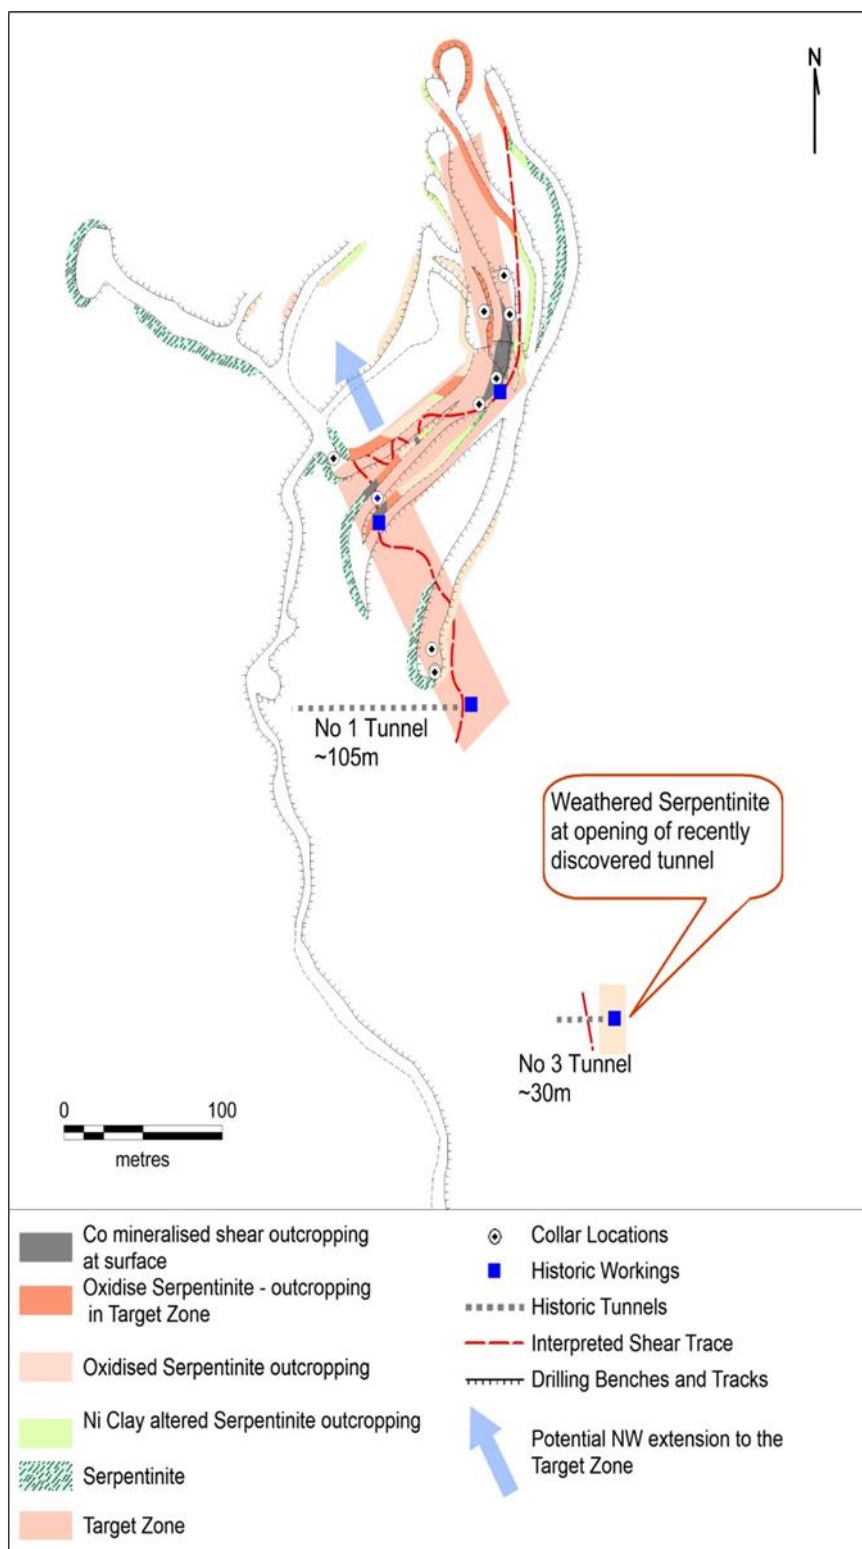 N
No 1 Tunnel
~105m
Weathered Serpentinite
at opening of recently
discovered tunnel
No 3 Tunnel
~30m
0 100
metres
Co mineralised shear outcropping
at surface
Oxidise Serpentinite - outcropping
in Target Zone
Oxidised Serpentinite outcropping
Ni Clay altered Serpentinite outcropping
Serpentinite
Target Zone
Collar Locations
Historic Workings
Historic Tunnels
Interpreted Shear Trace
Drilling Benches and Tracks
Potential NW extension to the
Target Zone